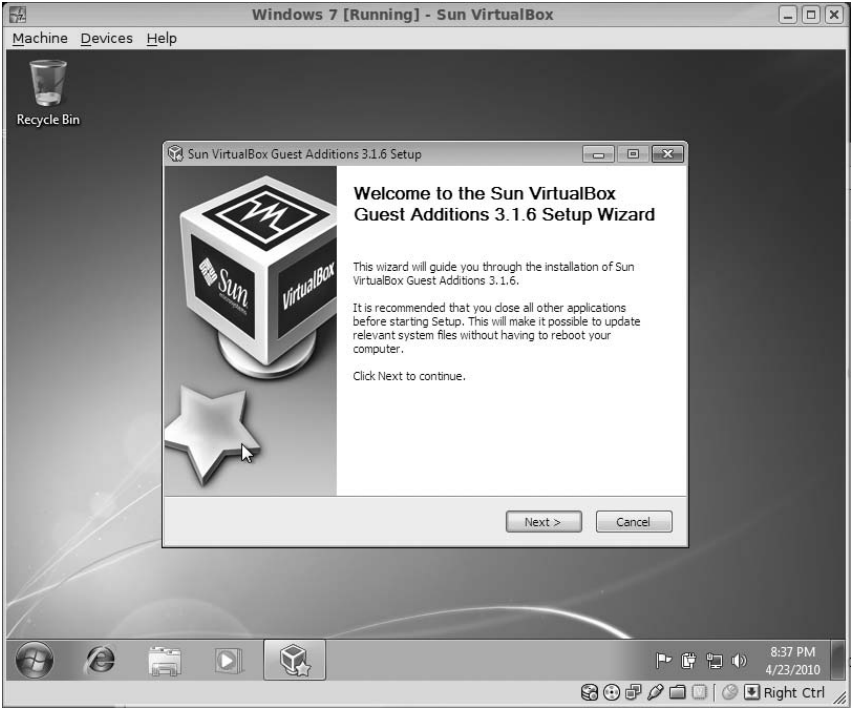 Windows 7 [Running] - Sun VirtualBox
Machine Devices Help
Recycle Bin
Sun VirtualBox Guest Additions 3.1.6 Setup
Welcome to the Sun VirtualBox
Guest Additions 3.1.6 Setup Wizard
This wizard will guide you through the installation of Sun
VirtualBox Guest Additions 3.1.6.
It is recommended that you close all other applications
before starting Setup. This will make it possible to update
relevant system files without having to reboot your
computer.
Click Next to continue.
Sun
microsystems
VirtualBox
Next >
Cancel
8:37 PM
4/23/2010
Right Ctrl